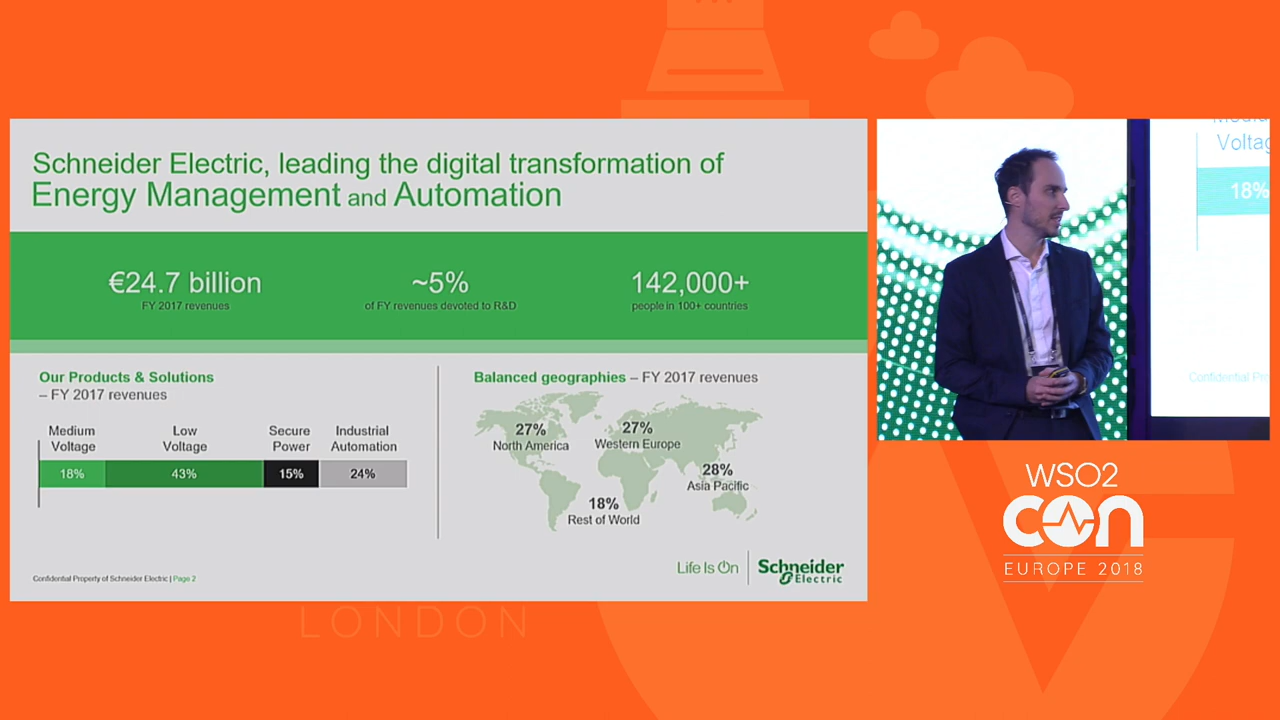 Schneider Electric, leading the digital transformation of
Energy Management and Automation
€24.7 billion
FY 2017 revenues
~5%
of FY revenues devoted to R&D
142,000+
people in 100+ countries
Our Products & Solutions
– FY 2017 revenues
Medium
Voltage
Low
Voltage
Secure
Power
Industrial
Automation
18%
43%
15%
24%
Balanced geographies – FY 2017 revenues
27%
North America
27%
Western Europe
28%
Asia Pacific
18%
Rest of World
Confidential Property of Schneider Electric | Page 2
Life Is On
Schneider
Electric
Voltag
18%
Confidential Pr
WSO2
con
EUROPE 2018
LONDON